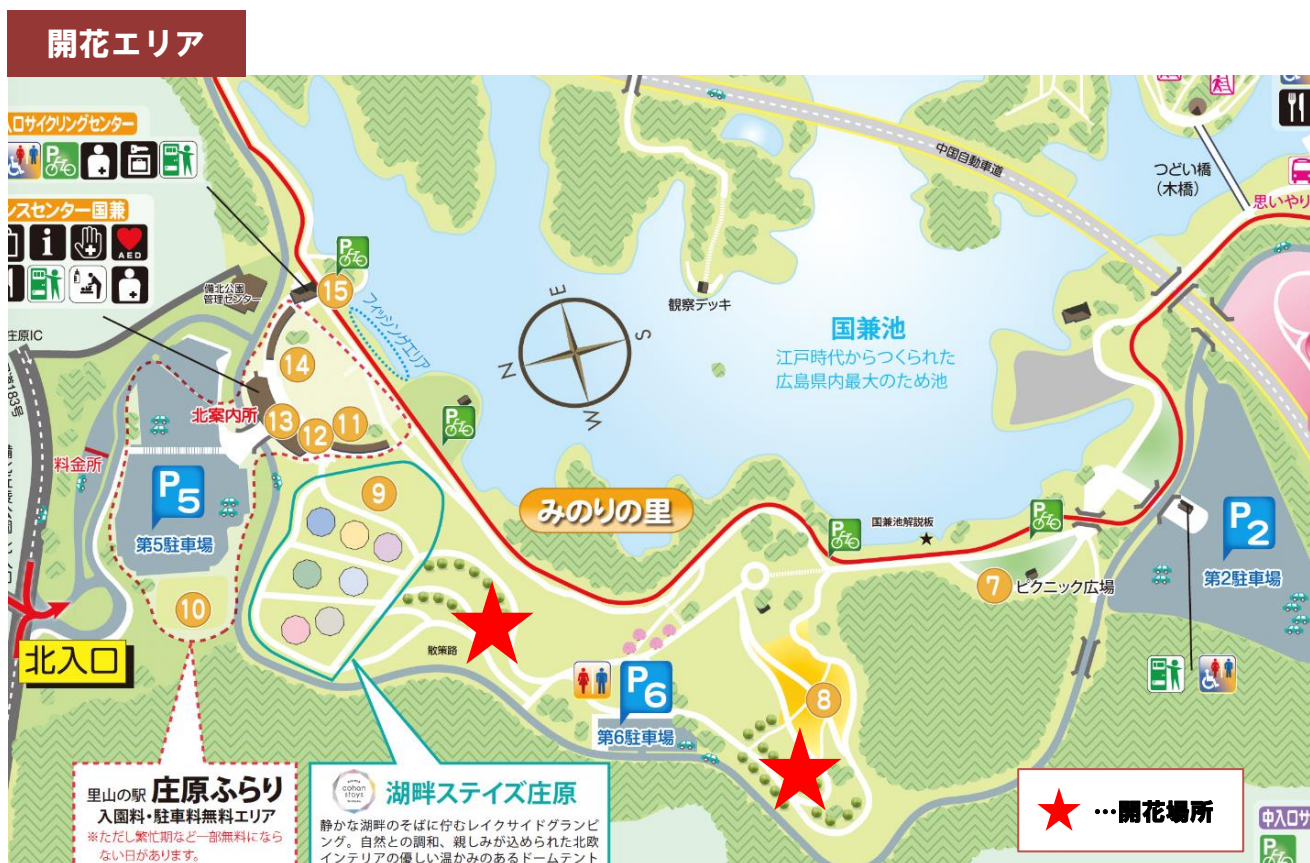 開花エリア
入口サイクリングセンター
P
ンスセンター国兼
i
AED
備北公園
管理センター
庄原IC
183号
P
15
フィッシングエリア
14
北案内所
13
12
11
P
料金所
P5
第5駐車場
9
10
北入口
E
S
W
N
観察デッキ
中国自動車道
つどい橋
(木橋)
思いやり
国兼池
江戸時代からつくられた
広島県内最大のため池
みのりの里
P
国兼池解説板
P
7
ピクニック広場
P2
第2駐車場
散策路
P6
第6駐車場
8
里山の駅 庄原ふらり
入園料・駐車料無料エリア
※ただし繁忙期など一部無料になら
ない日があります。
cohan
stays
湖畔ステイズ庄原
静かな湖畔のそばに佇むレイクサイドグランピ
ング。自然との調和、親しみが込められた北欧
インテリアの優しい温かみのあるドームテント
★ …開花場所
中入口サ
P